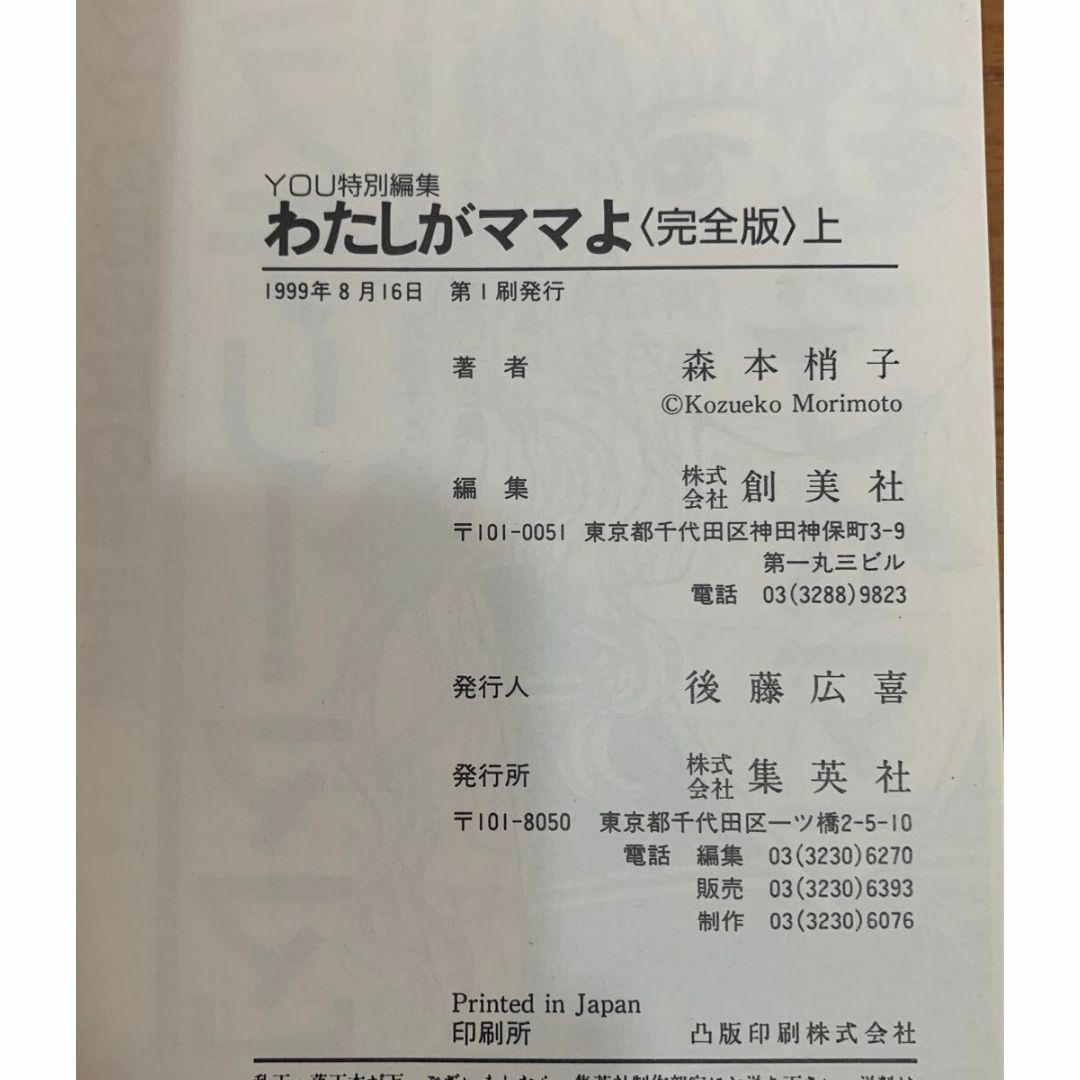 YOU特別編集
わたしがママよ〈完全版〉上
1999年8月16日 第1刷発行
著者 森本梢子
©Kozueko Morimoto
編集 株式会社 創美社
〒101-0051 東京都千代田区神田神保町3-9
第一丸三ビル
電話 03(3288)9823
発行人 後藤広喜
発行所 株式会社 集英社
〒101-8050 東京都千代田区一ツ橋2-5-10
電話 編集 03(3230)6270
販売 03(3230)6393
制作 03(3230)6076
Printed in Japan
印刷所 凸版印刷株式会社